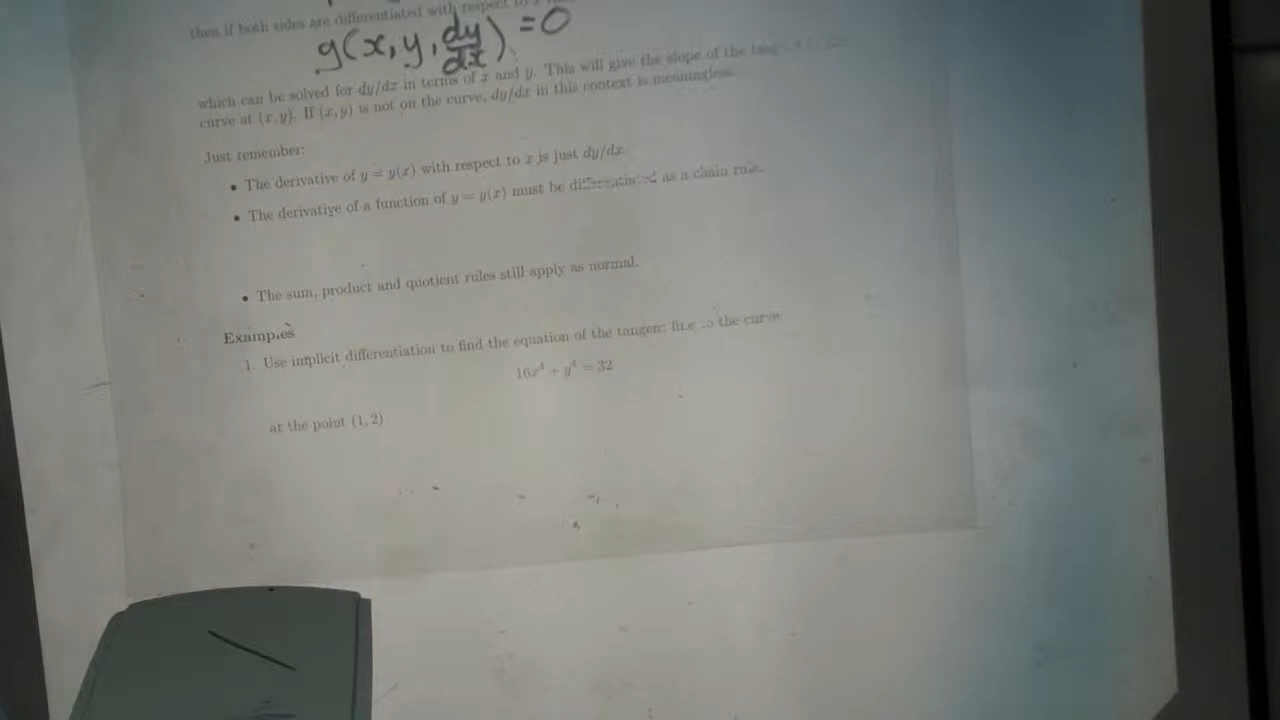 then if both sides are differentiated with respect to
g(x, y, dy/dx) = 0
which can be solved for dy/dx in terms of x and y. This will give the slope of the
curve at (x, y). If (x, y) is not on the curve, dy/dx in this context is meaningless.
Just remember:
• The derivative of y = y(x) with respect to x is just dy/dx
• The derivative of a function of y = y(x) must be differentiated as a chain rule.
• The sum, product and quotient rules still apply as normal.
Examples
1. Use implicit differentiation to find the equation of the tangent line to the curve
16x⁴ + y⁴ = 32
at the point (1, 2)